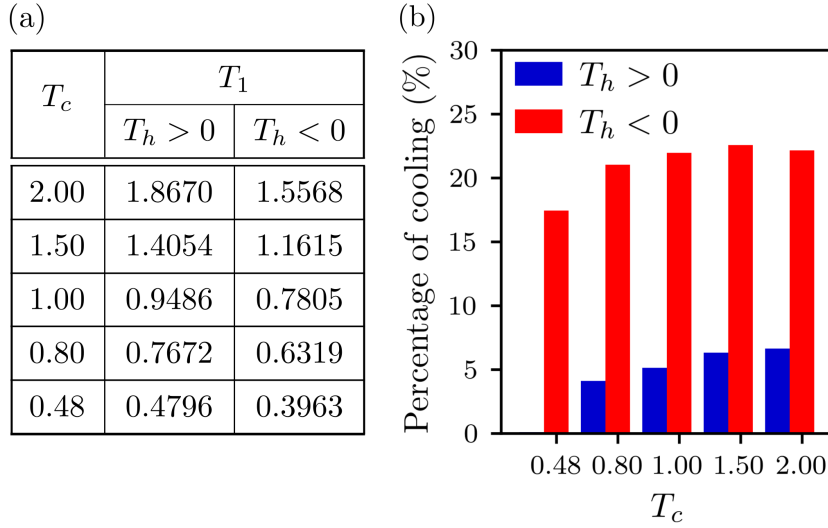 (a)
T_c T_1
T_h > 0 T_h < 0
2.00 1.8670 1.5568
1.50 1.4054 1.1615
1.00 0.9486 0.7805
0.80 0.7672 0.6319
0.48 0.4796 0.3963
(b)
Percentage of cooling (%)
30
25
20
15
10
5
0
T_h > 0
T_h < 0
0.48 0.80 1.00 1.50 2.00
T_c